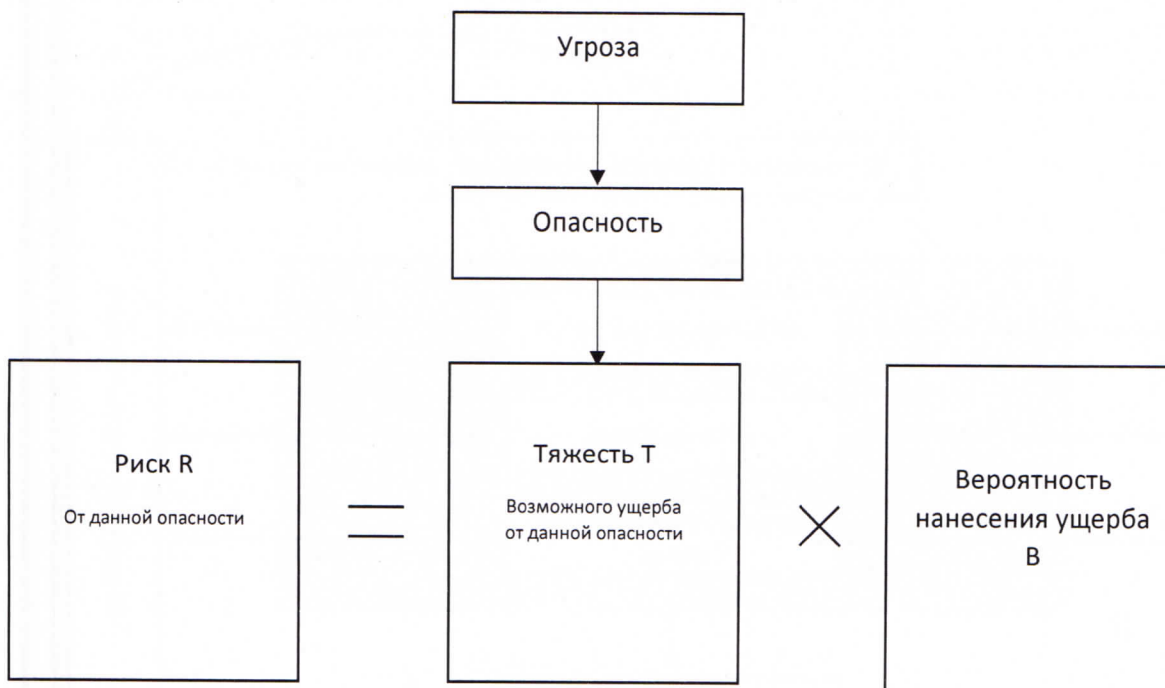 Угроза
Опасность
Риск R
От данной опасности
=
Тяжесть Т
Возможного ущерба
от данной опасности
×
Вероятность
нанесения ущерба
В